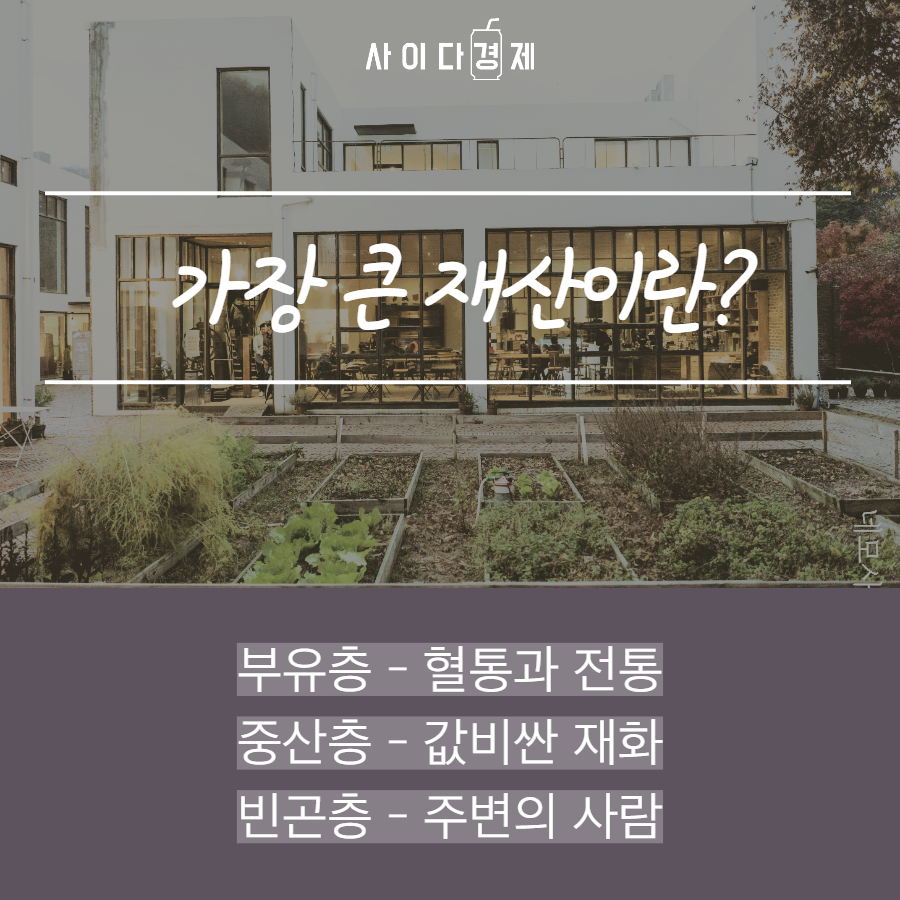 사이다경제
가장 큰 재산이란?
부유층 - 혈통과 전통
중산층 - 값비싼 재화
빈곤층 - 주변의 사람